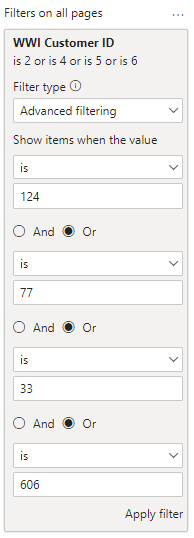 Filters on all pages ...
WWI Customer ID
is 2 or is 4 or is 5 or is 6
Filter type
Advanced filtering
Show items when the value
is
124
And Or
is
77
And Or
is
33
And Or
is
606
Apply filter